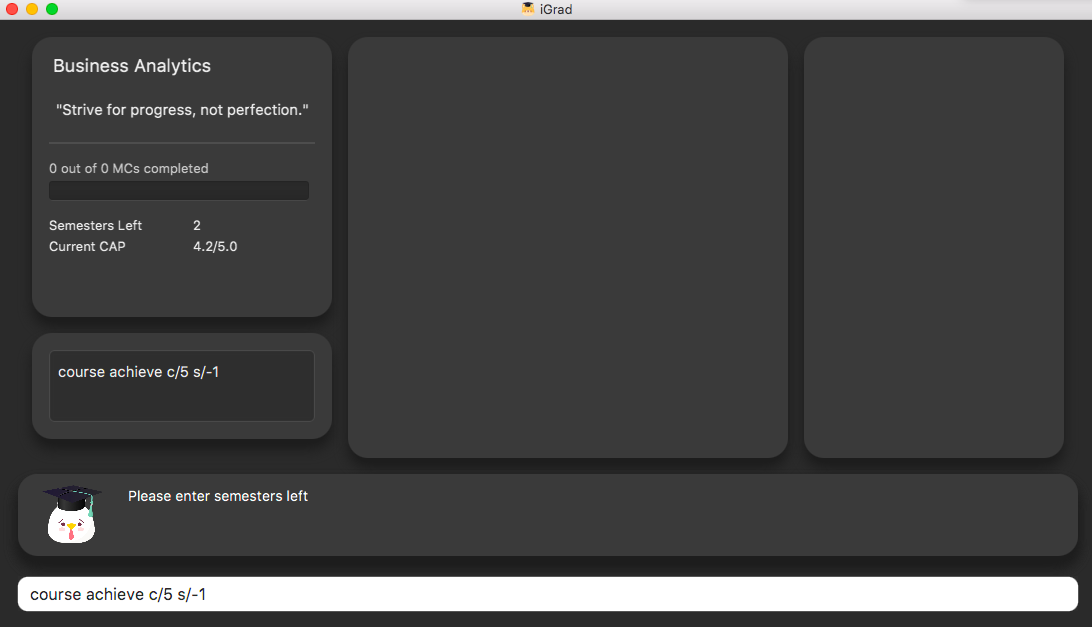 iGrad
Business Analytics
"Strive for progress, not perfection."
0 out of 0 MCs completed
Semesters Left 2
Current CAP 4.2/5.0
course achieve c/5 s/-1
Please enter semesters left
course achieve c/5 s/-1